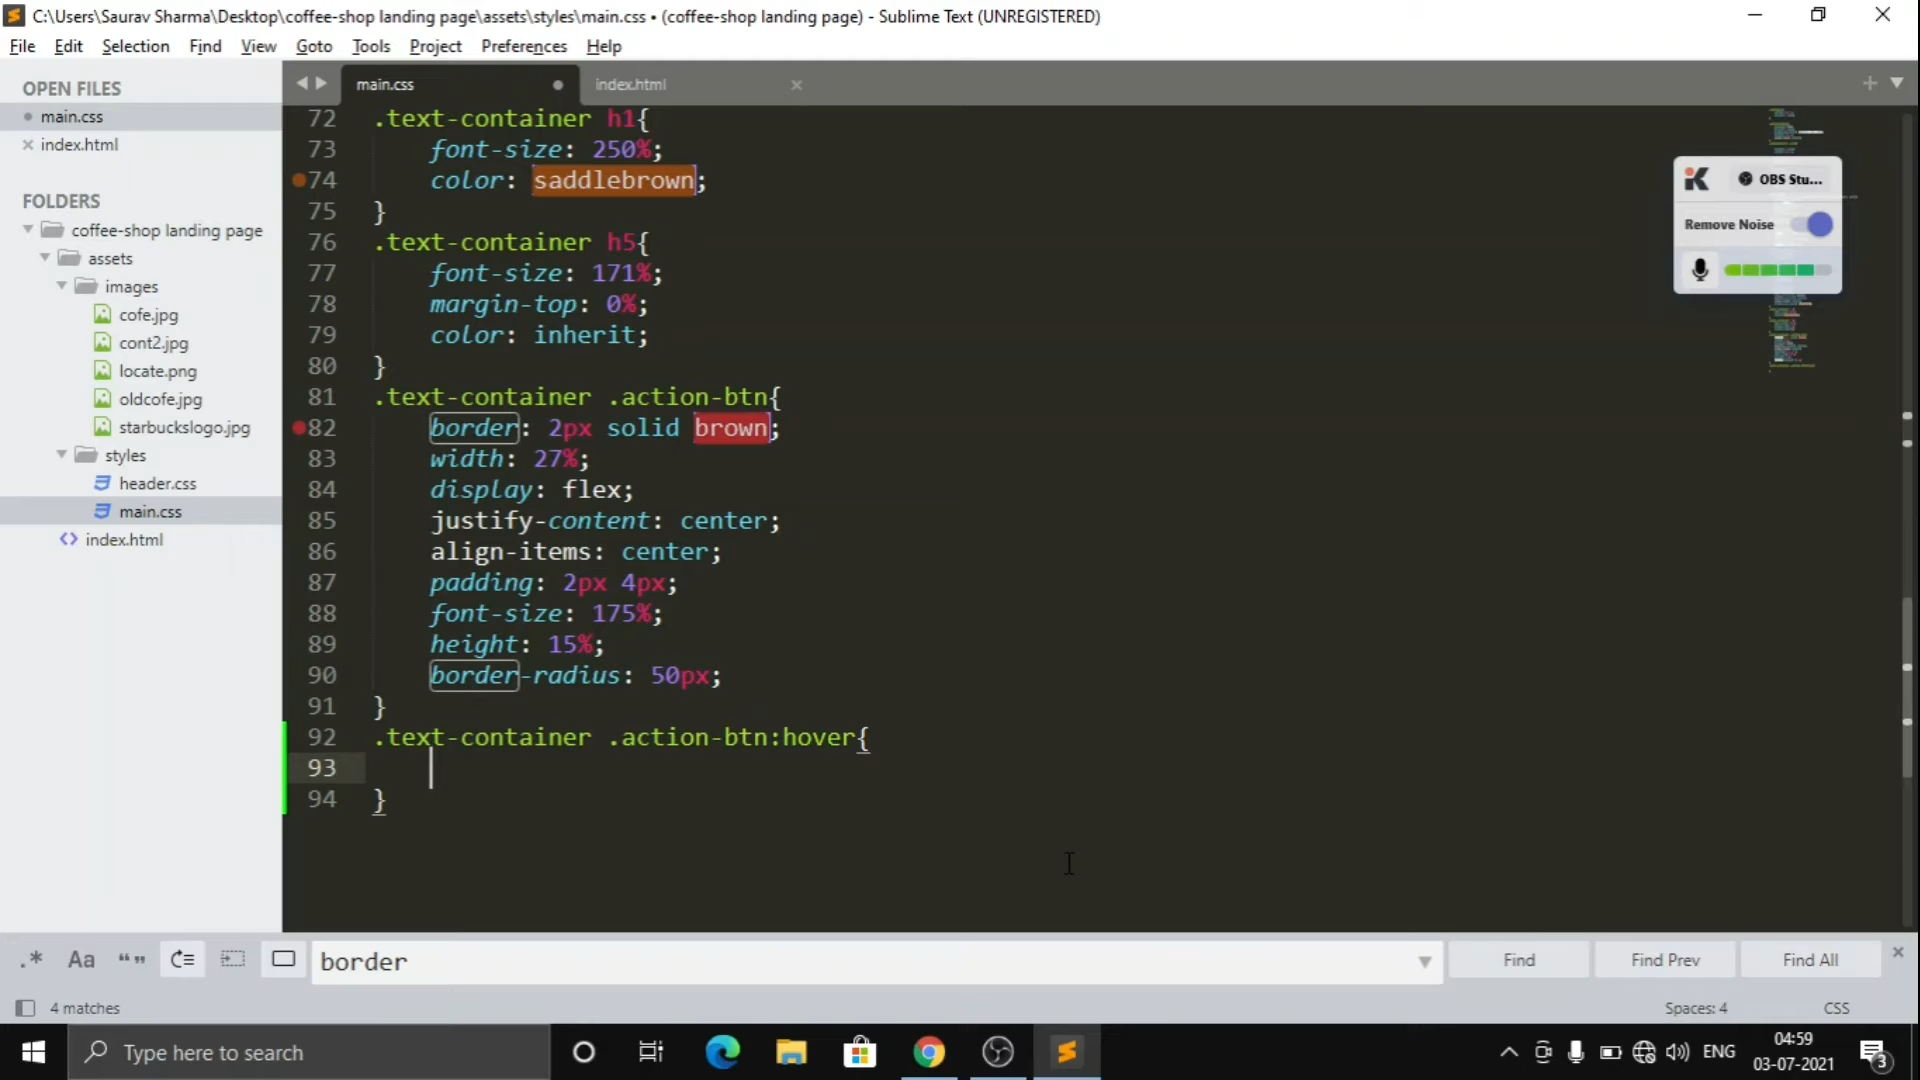 C:\Users\Saurav Sharma\Desktop\coffee-shop landing page\assets\styles\main.css • (coffee-shop landing page) - Sublime Text (UNREGISTERED)
File Edit Selection Find View Goto Tools Project Preferences Help
OPEN FILES
main.css
index.html
FOLDERS
coffee-shop landing page
assets
images
cofe.jpg
cont2.jpg
locate.png
oldcofe.jpg
starbuckslogo.jpg
styles
header.css
main.css
index.html
main.css index.html
72 .text-container h1{
73 font-size: 250%;
74 color: saddlebrown;
75 }
76 .text-container h5{
77 font-size: 171%;
78 margin-top: 0%;
79 color: inherit;
80 }
81 .text-container .action-btn{
82 border: 2px solid brown;
83 width: 27%;
84 display: flex;
85 justify-content: center;
86 align-items: center;
87 padding: 2px 4px;
88 font-size: 175%;
89 height: 15%;
90 border-radius: 50px;
91 }
92 .text-container .action-btn:hover{
93
94 }
OBS Stu...
Remove Noise
.* Aa “” border Find Find Prev Find All
4 matches Spaces: 4 CSS
Type here to search
ENG
04:59
03-07-2021
3